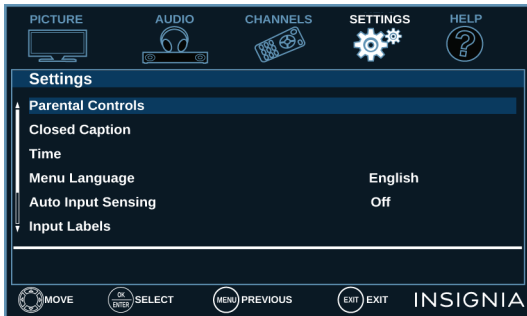 PICTURE AUDIO CHANNELS SETTINGS HELP
Settings
Parental Controls
Closed Caption
Time
Menu Language English
Auto Input Sensing Off
Input Labels
MOVE OK ENTER SELECT MENU PREVIOUS EXIT EXIT INSIGNIA